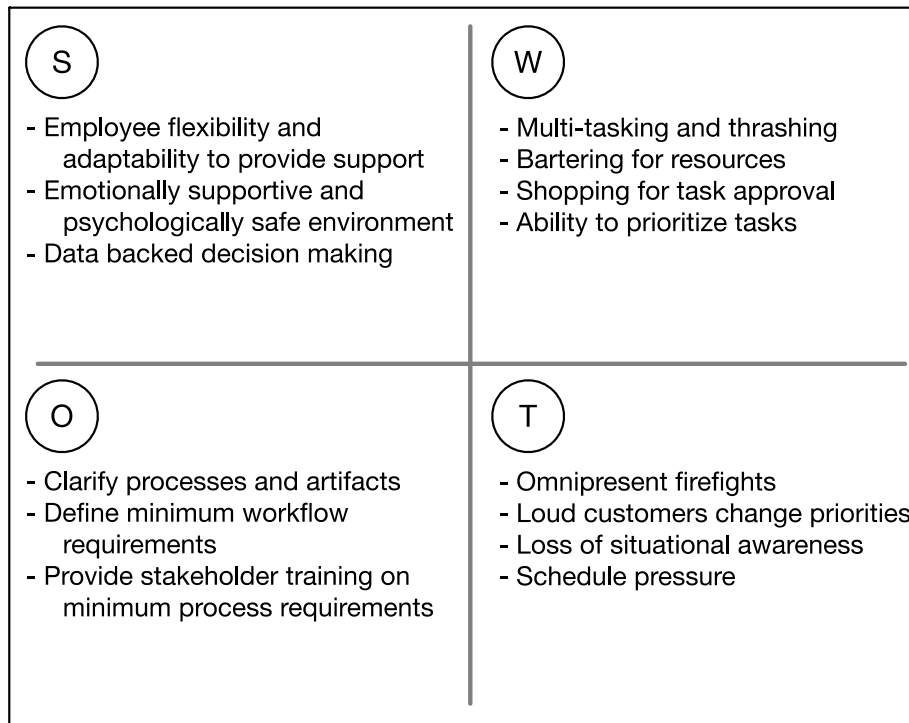 S
- Employee flexibility and
adaptability to provide support
- Emotionally supportive and
psychologically safe environment
- Data backed decision making
W
- Multi-tasking and thrashing
- Bartering for resources
- Shopping for task approval
- Ability to prioritize tasks
O
- Clarify processes and artifacts
- Define minimum workflow
requirements
- Provide stakeholder training on
minimum process requirements
T
- Omnipresent firefights
- Loud customers change priorities
- Loss of situational awareness
- Schedule pressure